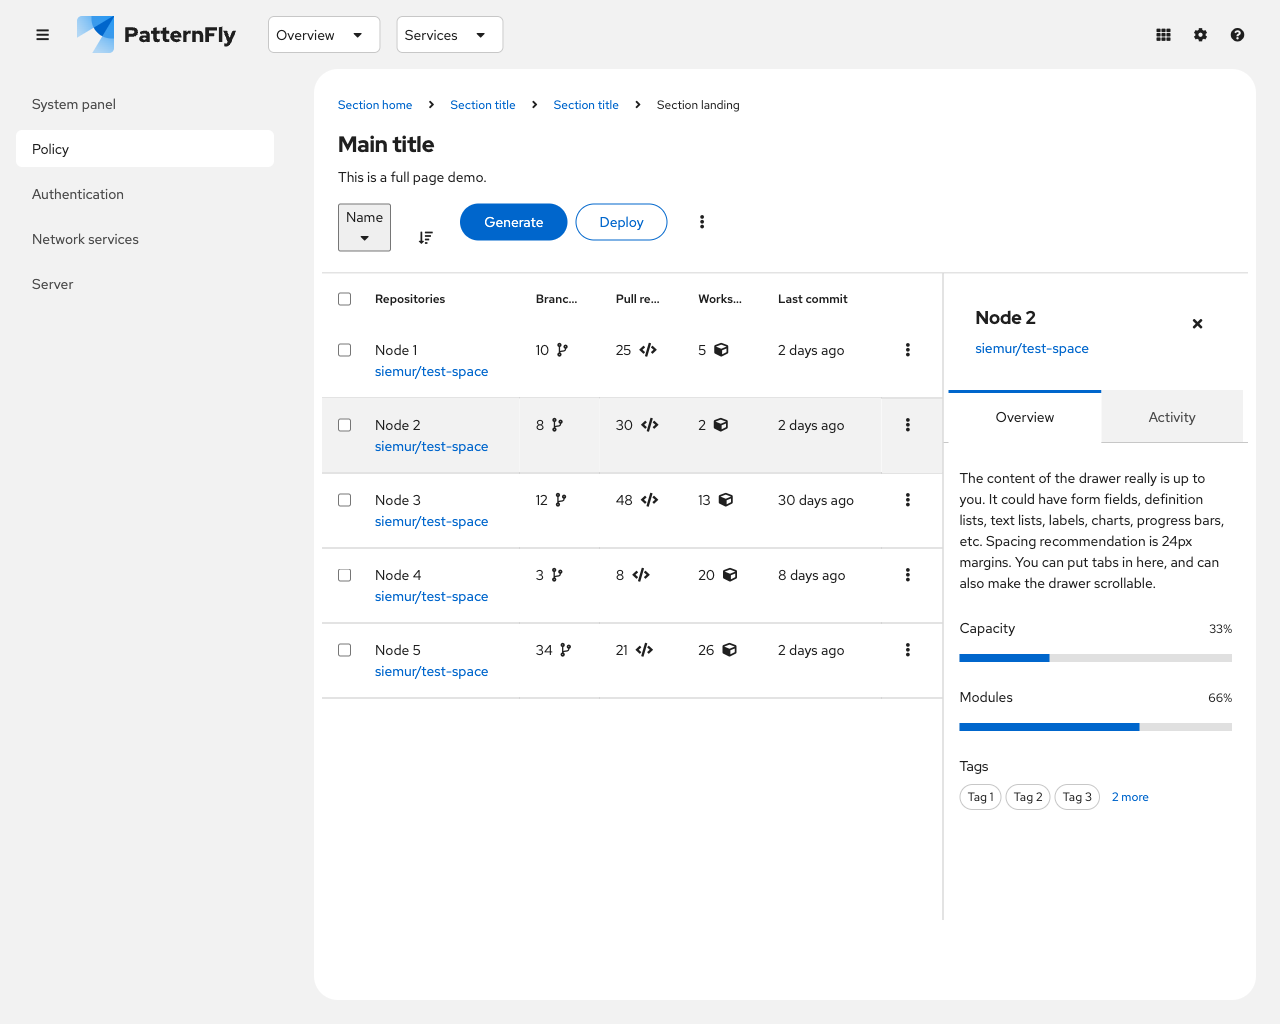 PatternFly
Overview
Services
System panel
Policy
Authentication
Network services
Server
Section home
Section title
Section title
Section landing
Main title
This is a full page demo.
Name
Generate
Deploy
Repositories Branc... Pull re... Works... Last commit
Node 1 10 25 5 2 days ago
siemur/test-space
Node 2 8 30 2 2 days ago
siemur/test-space
Node 3 12 48 13 30 days ago
siemur/test-space
Node 4 3 8 20 8 days ago
siemur/test-space
Node 5 34 21 26 2 days ago
siemur/test-space
Node 2
siemur/test-space
Overview
Activity
The content of the drawer really is up to
you. It could have form fields, definition
lists, text lists, labels, charts, progress bars,
etc. Spacing recommendation is 24px
margins. You can put tabs in here, and can
also make the drawer scrollable.
Capacity 33%
Modules 66%
Tags
Tag 1 Tag 2 Tag 3 2 more